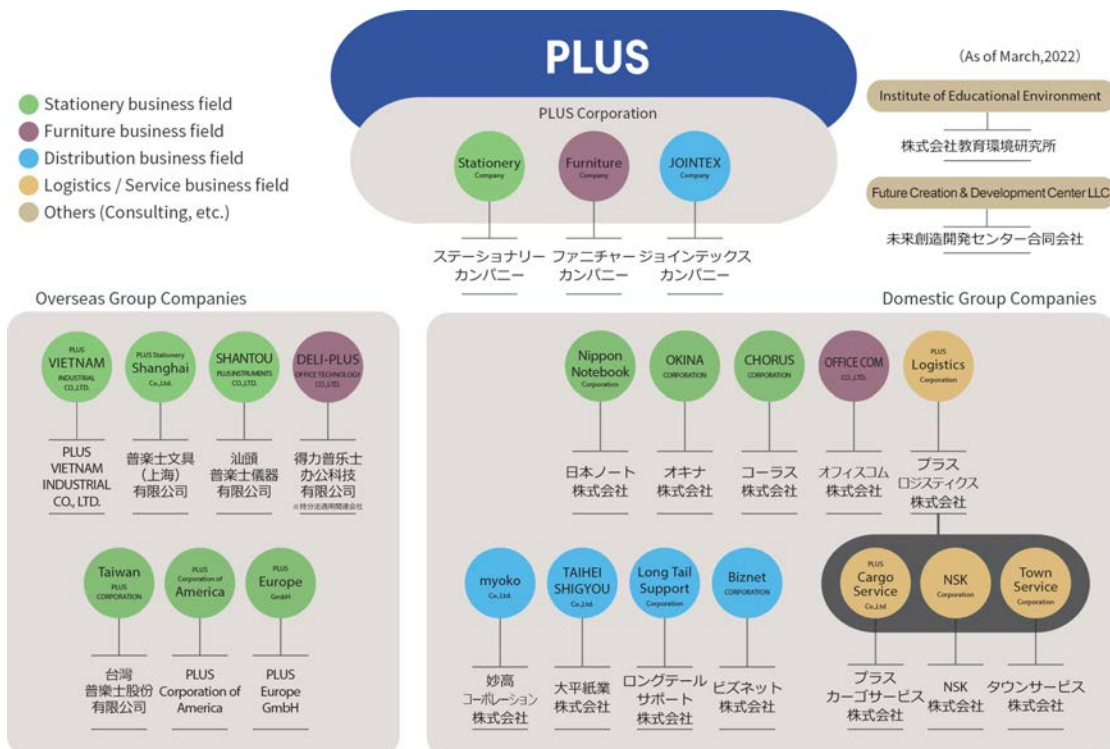 PLUS
(As of March,2022)
Stationery business field
Furniture business field
Distribution business field
Logistics / Service business field
Others (Consulting, etc.)
PLUS Corporation
Stationery
Company
Furniture
Company
JOINTEX
Company
ステーショナリー
カンパニー
ファニチャー
カンパニー
ジョインテックス
カンパニー
Institute of Educational Environment
株式会社教育環境研究所
Future Creation & Development Center LLC
未来創造開発センター合同会社
Overseas Group Companies
PLUS
VIETNAM
INDUSTRIAL
CO.,LTD.
PLUS Stationery
Shanghai
Co.,Ltd.
SHANTOU
PLUS INSTRUMENTS
CO.,LTD.
DELI-PLUS
OFFICE TECHNOLOGY
CO.,LTD.
PLUS
VIETNAM
INDUSTRIAL
CO., LTD.
普楽士文具
（上海）
有限公司
汕頭
普楽士儀器
有限公司
得力普乐士
办公科技
有限公司
※持分法適用関連会社
Taiwan
PLUS
CORPORATION
PLUS
Corporation of
America
PLUS
Europe
GmbH
台灣
普樂士股份
有限公司
PLUS
Corporation of
America
PLUS
Europe
GmbH
Domestic Group Companies
Nippon
Notebook
Corporation
OKINA
CORPORATION
CHORUS
CORPORATION
OFFICE COM
CO.,LTD.
PLUS
Logistics
Corporation
日本ノート
株式会社
オキナ
株式会社
コーラス
株式会社
オフィスコム
株式会社
プラス
ロジスティクス
株式会社
myoko
Co.,Ltd.
TAIHEI
SHIGYOU
Co.,Ltd.
Long Tail
Support
Corporation
Biznet
CORPORATION
PLUS
Cargo
Service
Co.,Ltd
NSK
Corporation
Town
Service
Corporation
妙高
コーポレーション
株式会社
大平紙業
株式会社
ロングテール
サポート
株式会社
ビズネット
株式会社
プラス
カーゴサービス
株式会社
NSK
株式会社
タウンサービス
株式会社